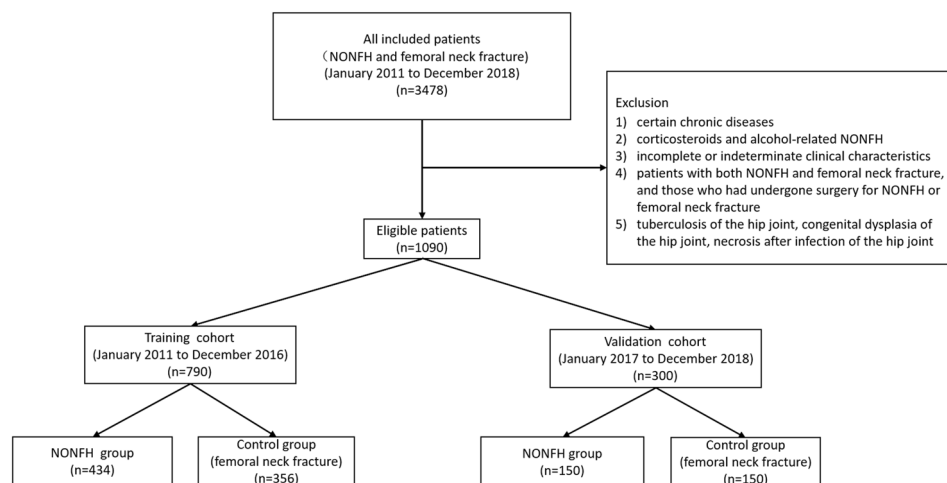 All included patients
（NONFH and femoral neck fracture)
(January 2011 to December 2018)
(n=3478)
Exclusion
1) certain chronic diseases
2) corticosteroids and alcohol-related NONFH
3) incomplete or indeterminate clinical characteristics
4) patients with both NONFH and femoral neck fracture,
and those who had undergone surgery for NONFH or
femoral neck fracture
5) tuberculosis of the hip joint, congenital dysplasia of
the hip joint, necrosis after infection of the hip joint
Eligible patients
(n=1090)
Training cohort
(January 2011 to December 2016)
(n=790)
Validation cohort
(January 2017 to December 2018)
(n=300)
NONFH group
(n=434)
Control group
(femoral neck fracture)
(n=356)
NONFH group
(n=150)
Control group
(femoral neck fracture)
(n=150)